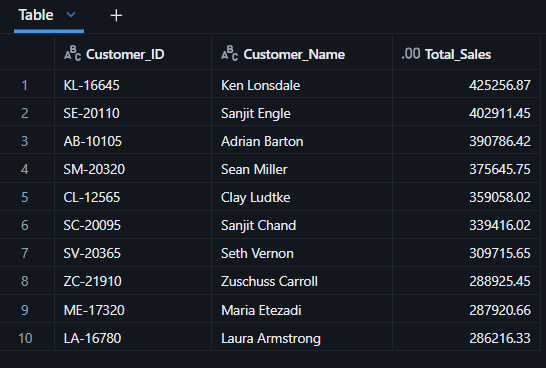 Table +
ABC Customer_ID ABC Customer_Name .00 Total_Sales
1 KL-16645 Ken Lonsdale 425256.87
2 SE-20110 Sanjit Engle 402911.45
3 AB-10105 Adrian Barton 390786.42
4 SM-20320 Sean Miller 375645.75
5 CL-12565 Clay Ludtke 359058.02
6 SC-20095 Sanjit Chand 339416.02
7 SV-20365 Seth Vernon 309715.65
8 ZC-21910 Zuschuss Carroll 288925.45
9 ME-17320 Maria Etezadi 287920.66
10 LA-16780 Laura Armstrong 286216.33